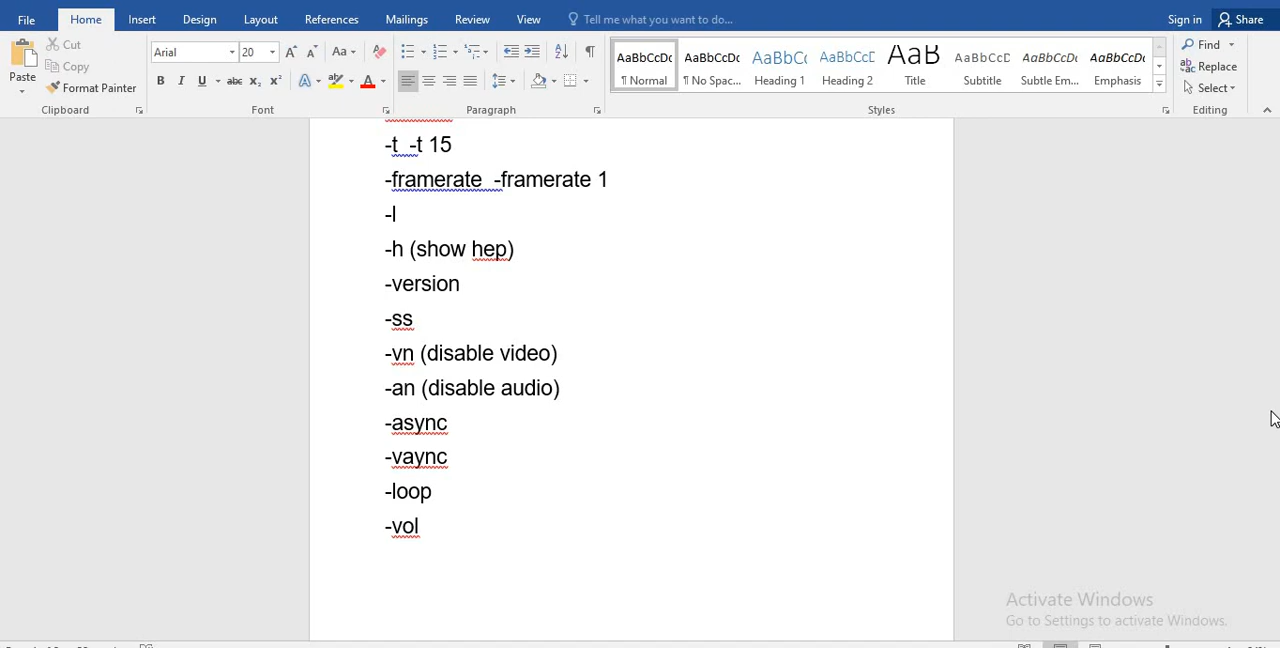 File Home Insert Design Layout References Mailings Review View Tell me what you want to do... Sign in Share
Paste Cut Copy Format Painter
Arial 20
AaBbCcDc AaBbCcDc AaBbC( AaBbCcC AaB AaBbCcD AaBbCcDc AaBbCcDc
¶ Normal ¶ No Spac... Heading 1 Heading 2 Title Subtitle Subtle Em... Emphasis
Find Replace Select
Clipboard Font Paragraph Styles Editing
-t  -t 15
-framerate  -framerate 1
-l
-h (show hep)
-version
-ss
-vn (disable video)
-an (disable audio)
-async
-vaync
-loop
-vol
Activate Windows
Go to Settings to activate Windows.